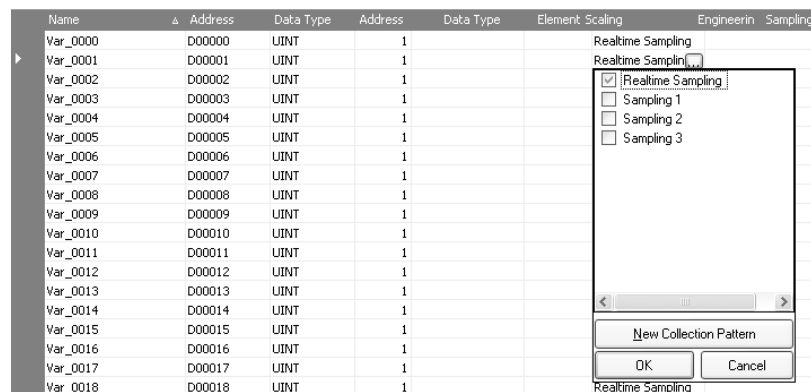 Name Address Data Type Address Data Type Element Scaling Engineerin Sampling
Var_0000 D00000 UINT 1 Realtime Sampling
Var_0001 D00001 UINT 1 Realtime Samplin ...
Var_0002 D00002 UINT 1 Realtime Sampling
Var_0003 D00003 UINT 1 Sampling 1
Var_0004 D00004 UINT 1 Sampling 2
Var_0005 D00005 UINT 1 Sampling 3
Var_0006 D00006 UINT 1
Var_0007 D00007 UINT 1
Var_0008 D00008 UINT 1
Var_0009 D00009 UINT 1
Var_0010 D00010 UINT 1
Var_0011 D00011 UINT 1
Var_0012 D00012 UINT 1
Var_0013 D00013 UINT 1
Var_0014 D00014 UINT 1
Var_0015 D00015 UINT 1 New Collection Pattern
Var_0016 D00016 UINT 1
Var_0017 D00017 UINT 1 OK Cancel
Var_0018 D00018 UINT 1 Realtime Sampling